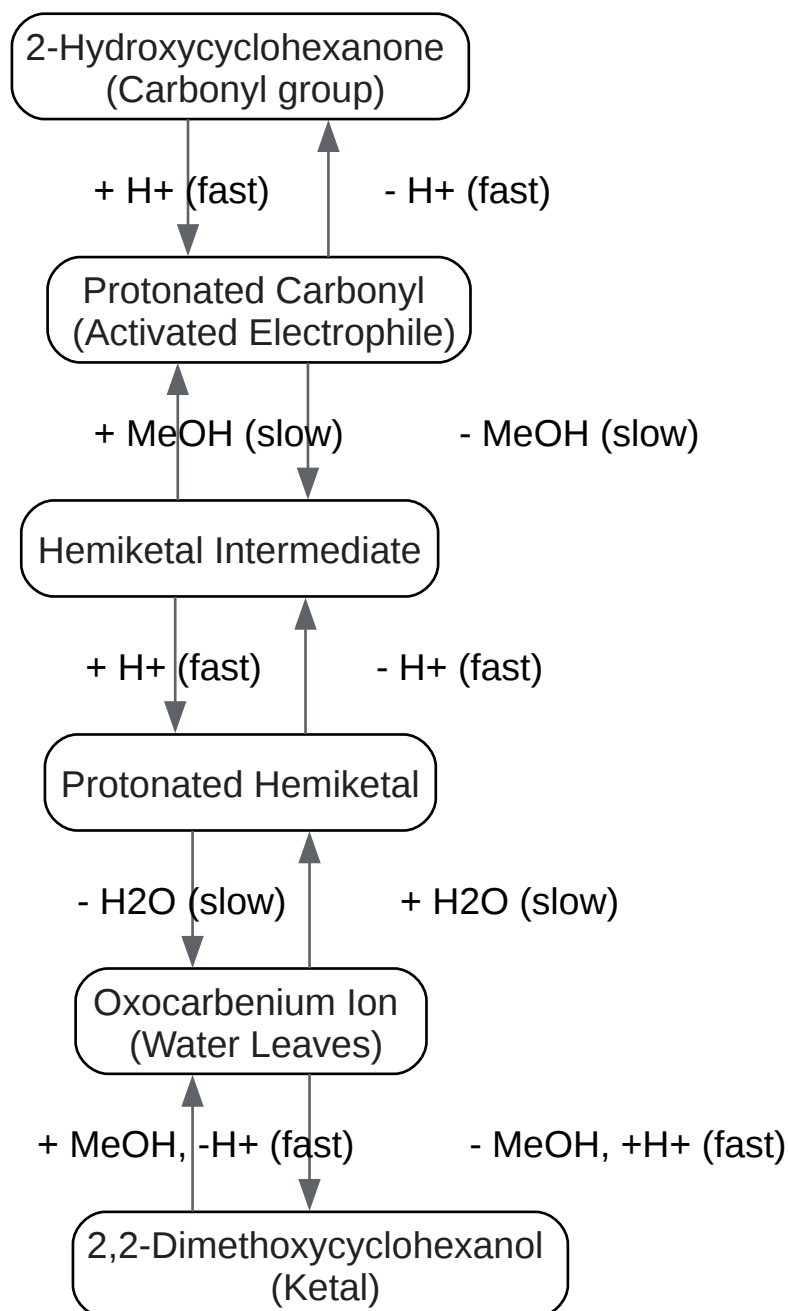 2-Hydroxycyclohexanone
(Carbonyl group)
+ H+ (fast)
- H+ (fast)
Protonated Carbonyl
(Activated Electrophile)
+ MeOH (slow)
- MeOH (slow)
Hemiketal Intermediate
+ H+ (fast)
- H+ (fast)
Protonated Hemiketal
- H2O (slow)
+ H2O (slow)
Oxocarbenium Ion
(Water Leaves)
+ MeOH, -H+ (fast)
- MeOH, +H+ (fast)
2,2-Dimethoxycyclohexanol
(Ketal)